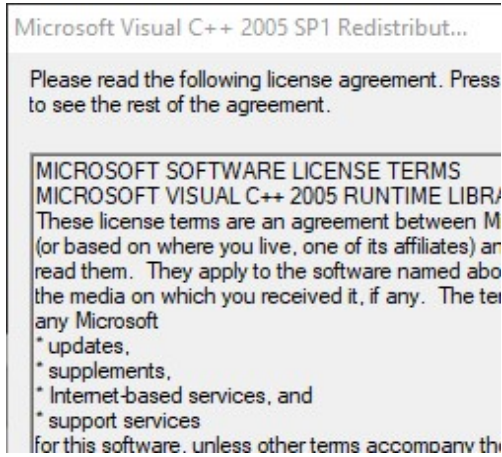 Microsoft Visual C++ 2005 SP1 Redistribut...
Please read the following license agreement. Press
to see the rest of the agreement.
MICROSOFT SOFTWARE LICENSE TERMS
MICROSOFT VISUAL C++ 2005 RUNTIME LIBRA
These license terms are an agreement between M
(or based on where you live, one of its affiliates) an
read them. They apply to the software named abo
the media on which you received it, if any. The ter
any Microsoft
* updates,
* supplements,
* Internet-based services, and
* support services
for this software, unless other terms accompany the